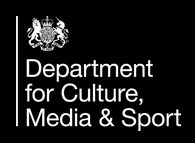 Department
for Culture,
Media & Sport